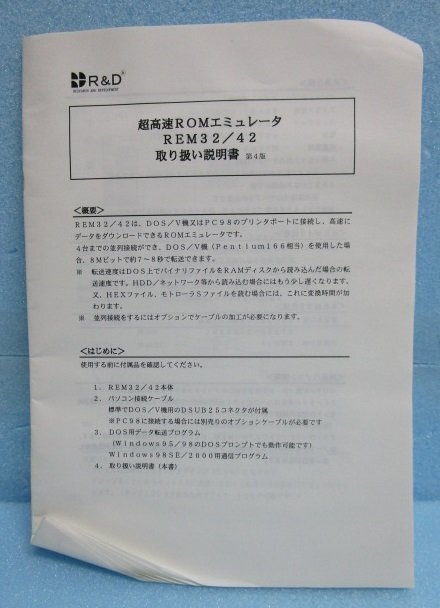 R&D
RESEARCH AND DEVELOPMENT
超高速ROMエミュレータ
REM32/42
取り扱い説明書 第4版
<概要>
REM32/42は、DOS/V機又はPC98のプリンタポートに接続し、高速に
データをダウンロードできるROMエミュレータです。
4台までの並列接続ができ、DOS/V機(Pentium166相当)を使用した場
合、8Mビットで約7~8秒で転送できます。
※ 転送速度はDOS上でバイナリファイルをRAMディスクから読み込んだ場合の転
送速度です。HDD/ネットワーク等から読み込む場合にはもう少し遅くなります。
又、HEXファイル、モトローラSファイルを読む場合には、これに変換時間が加
わります。
※ 並列接続をするにはオプションでケーブルの加工が必要になります。
<はじめに>
使用する前に付属品を確認してください。
1. REM32/42本体
2. パソコン接続ケーブル
標準でDOS/V機用のDSUB25コネクタが付属
※PC98に接続する場合には別売りのオプションケーブルが必要です
3. DOS用データ転送プログラム
(Windows95/98のDOSプロンプトでも動作可能です)
Windows98SE/2000用通信プログラム
4. 取り扱い説明書(本書)